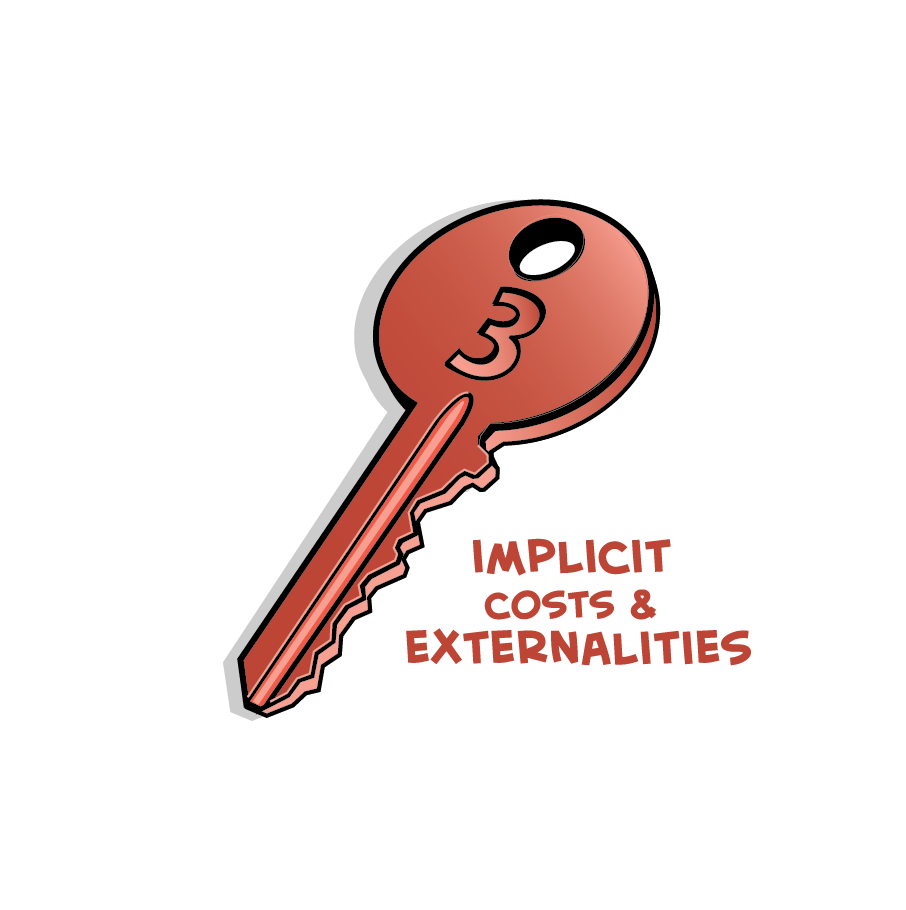 3
IMPLICIT
COSTS &
EXTERNALITIES